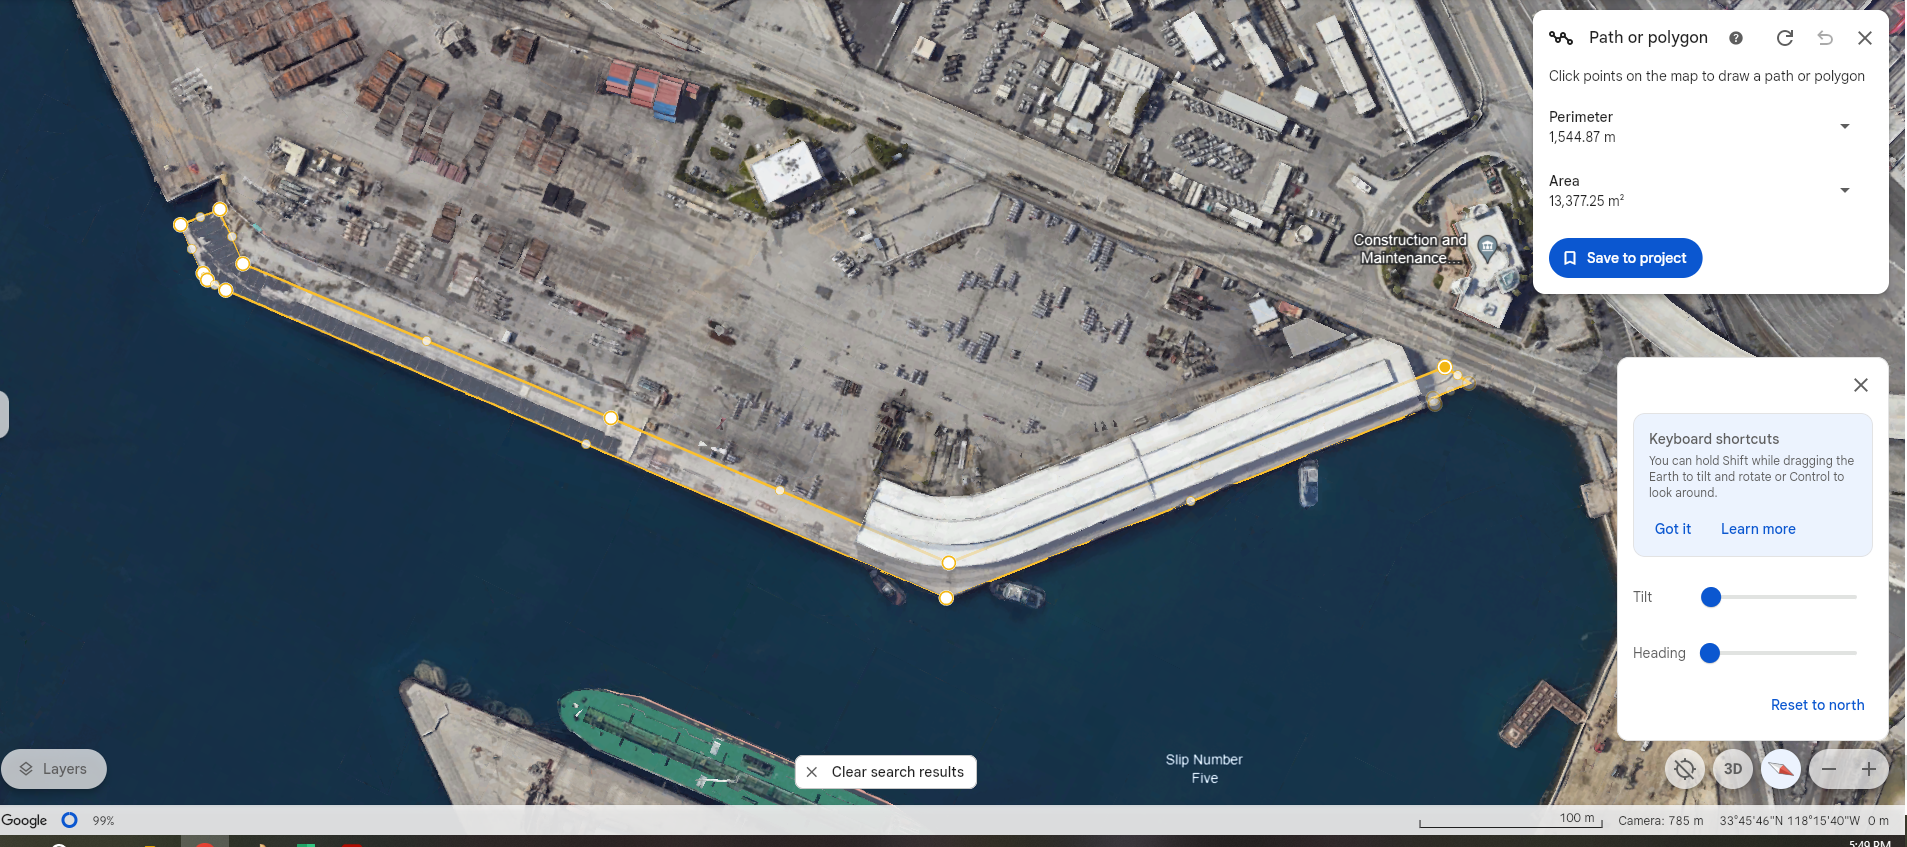 Path or polygon
Click points on the map to draw a path or polygon
Perimeter
1,544.87 m
Area
13,377.25 m²
Save to project
Construction and
Maintenance...
Keyboard shortcuts
You can hold Shift while dragging the
Earth to tilt and rotate or Control to
look around.
Got it Learn more
Tilt
Heading
Reset to north
Slip Number
Five
Layers
Clear search results
3D
Google 99% 100 m Camera: 785 m 33°45'46"N 118°15'40"W 0 m
5:49 PM